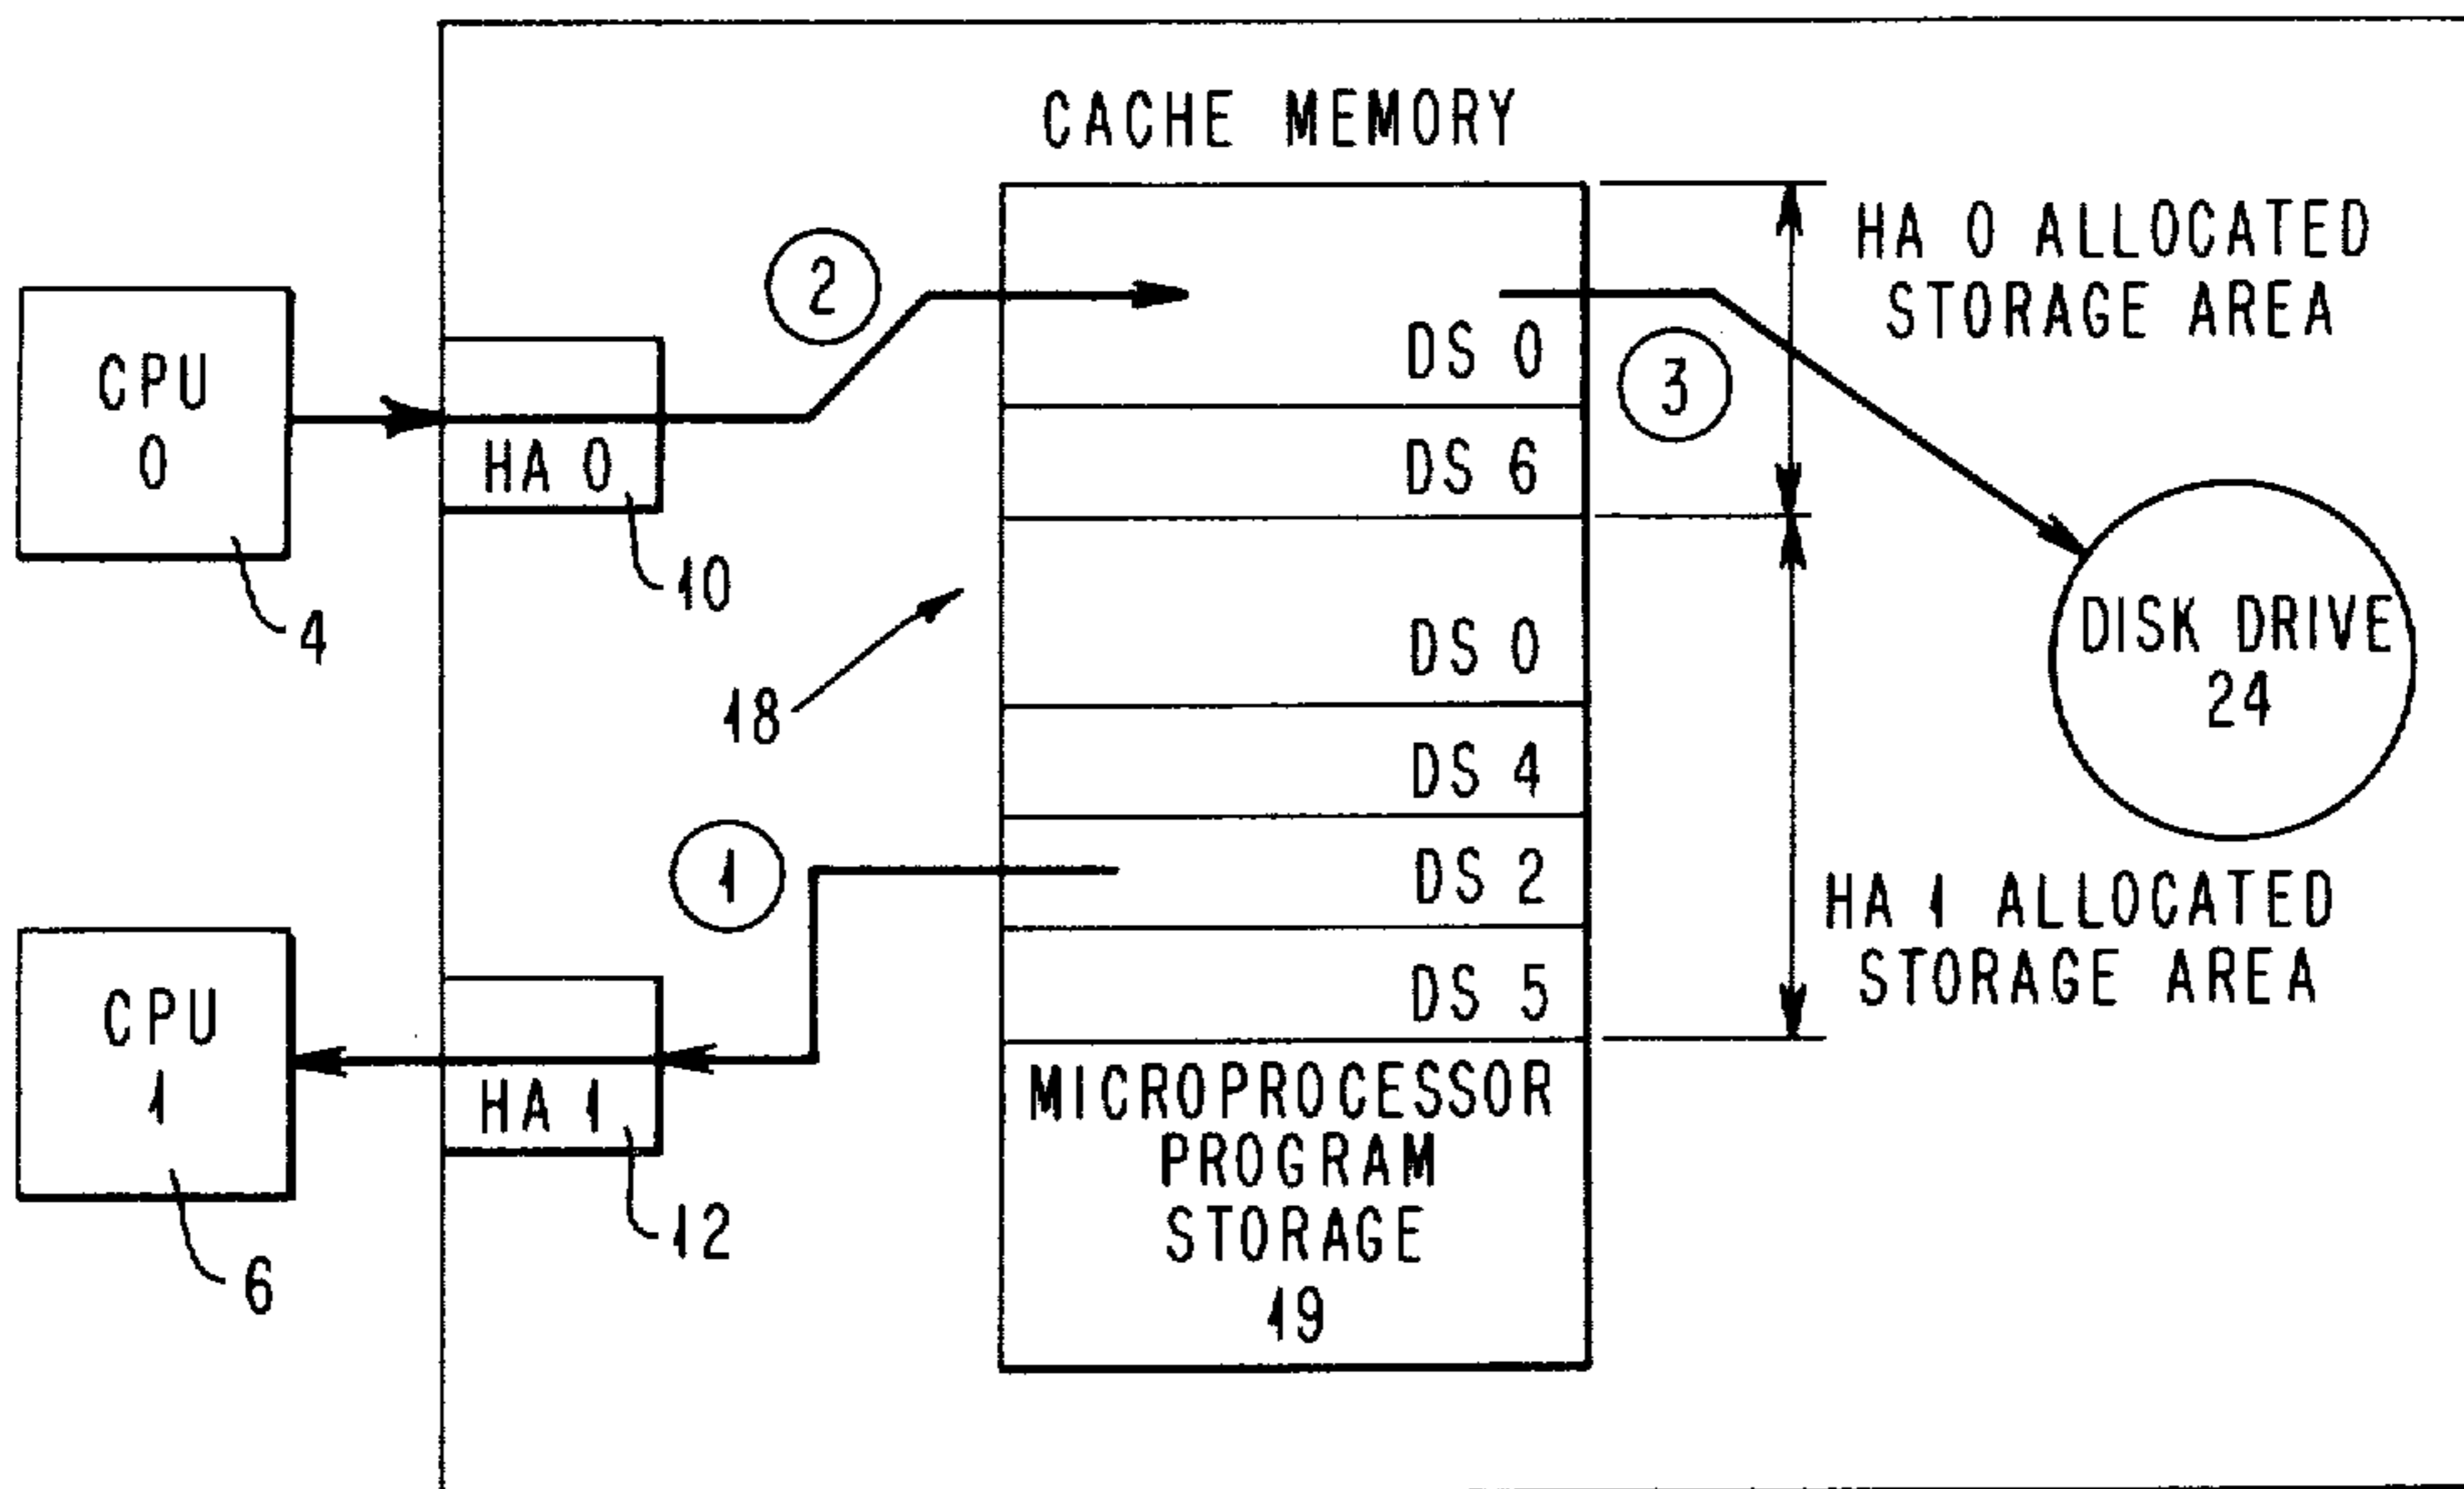 CACHE MEMORY
CPU
0
4
HA 0
10
2
DS 0
DS 6
3
HA 0 ALLOCATED
STORAGE AREA
18
DS 0
DS 4
DS 2
DS 5
1
DISK DRIVE
24
HA 1 ALLOCATED
STORAGE AREA
CPU
1
6
HA 1
12
MICROPROCESSOR
PROGRAM
STORAGE
19